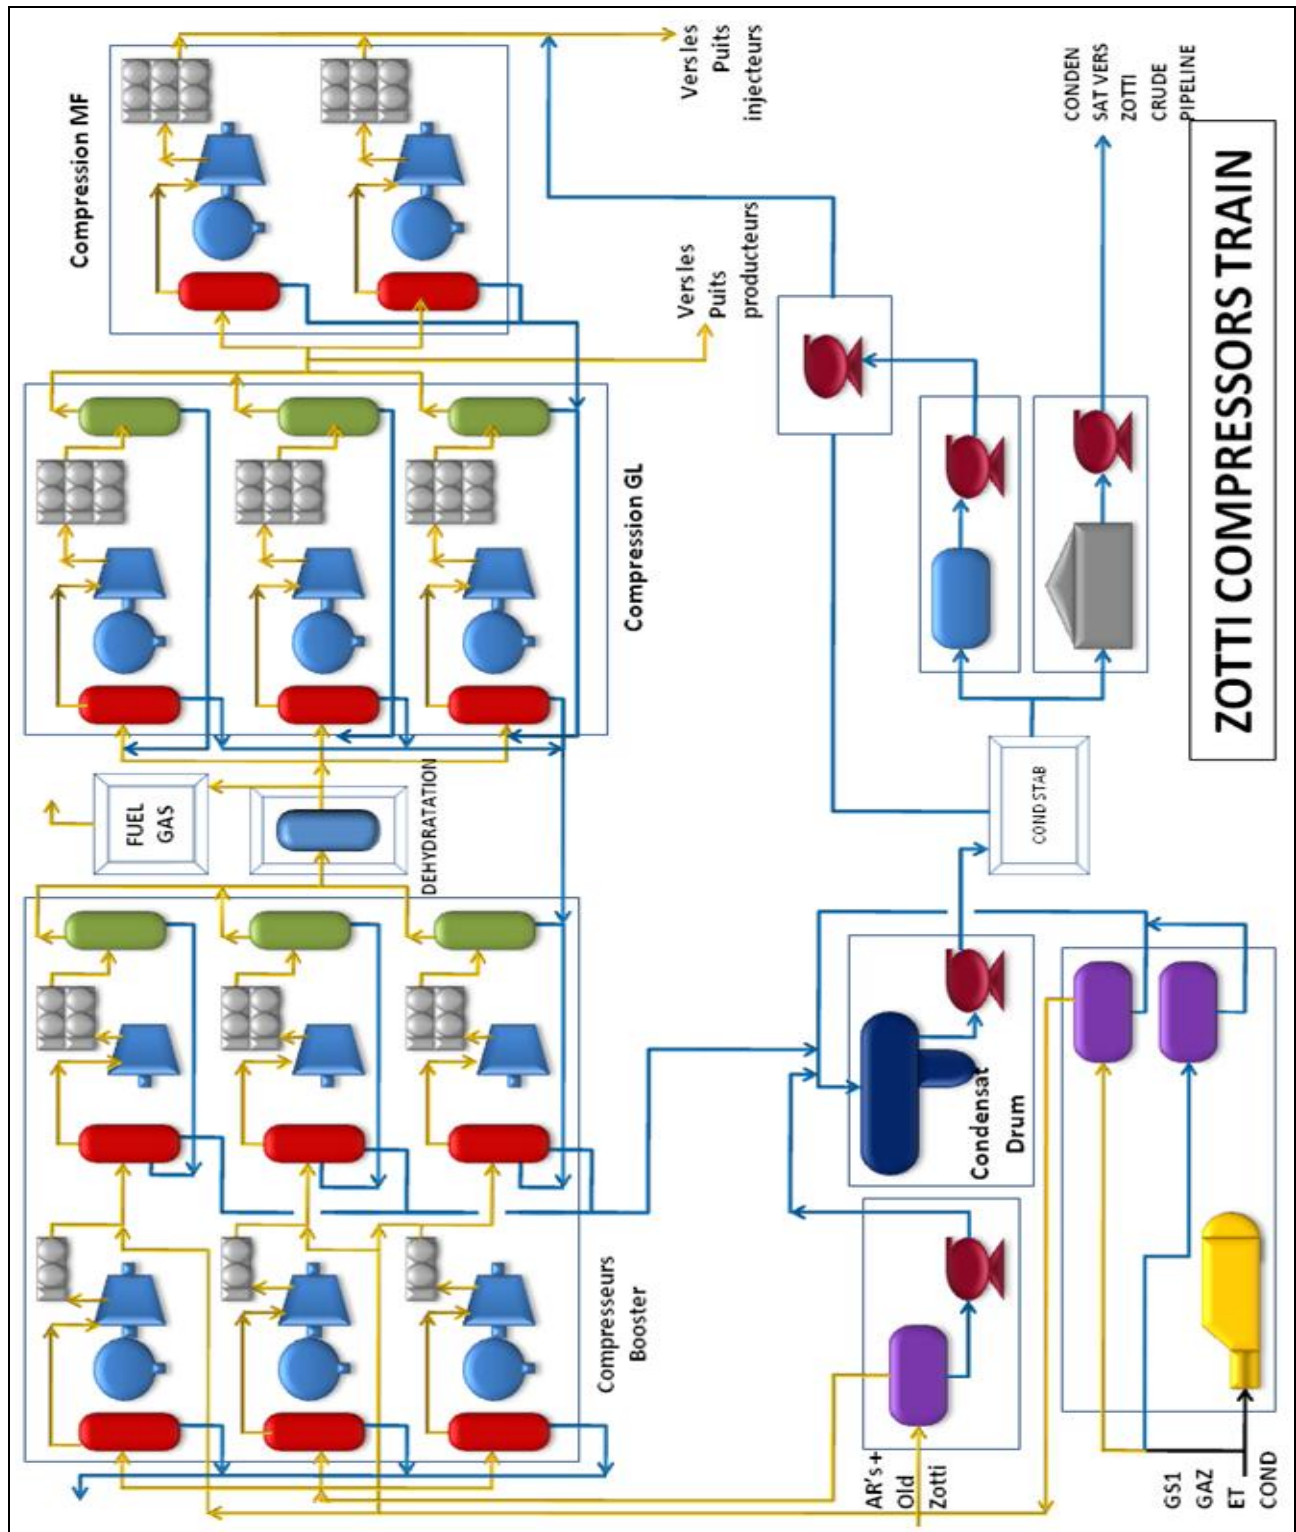 Compression MF
Vers les
Puits
injecteurs
CONDEN
SAT VERS
ZOTTI
CRUDE
PIPELINE
Vers les
Puits
producteurs
Compression GL
ZOTTI COMPRESSORS TRAIN
FUEL
GAS
DEHYDRATATION
COND STAB
Condensat
Drum
Compresseurs
Booster
AR's +
Old
Zotti
GS1
GAZ
ET
COND